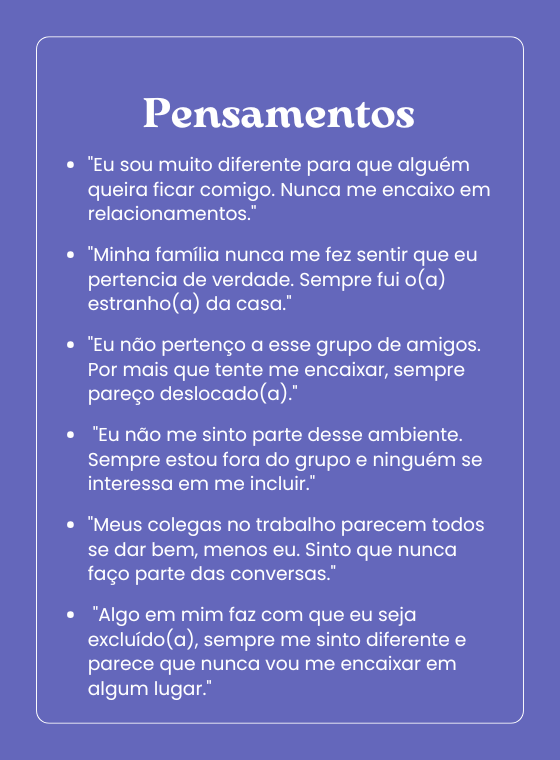 Pensamentos
• "Eu sou muito diferente para que alguém
queira ficar comigo. Nunca me encaixo em
relacionamentos."
• "Minha família nunca me fez sentir que eu
pertencia de verdade. Sempre fui o(a)
estranho(a) da casa."
• "Eu não pertenço a esse grupo de amigos.
Por mais que tente me encaixar, sempre
pareço deslocado(a)."
• "Eu não me sinto parte desse ambiente.
Sempre estou fora do grupo e ninguém se
interessa em me incluir."
• "Meus colegas no trabalho parecem todos
se dar bem, menos eu. Sinto que nunca
faço parte das conversas."
• "Algo em mim faz com que eu seja
excluído(a), sempre me sinto diferente e
parece que nunca vou me encaixar em
algum lugar."